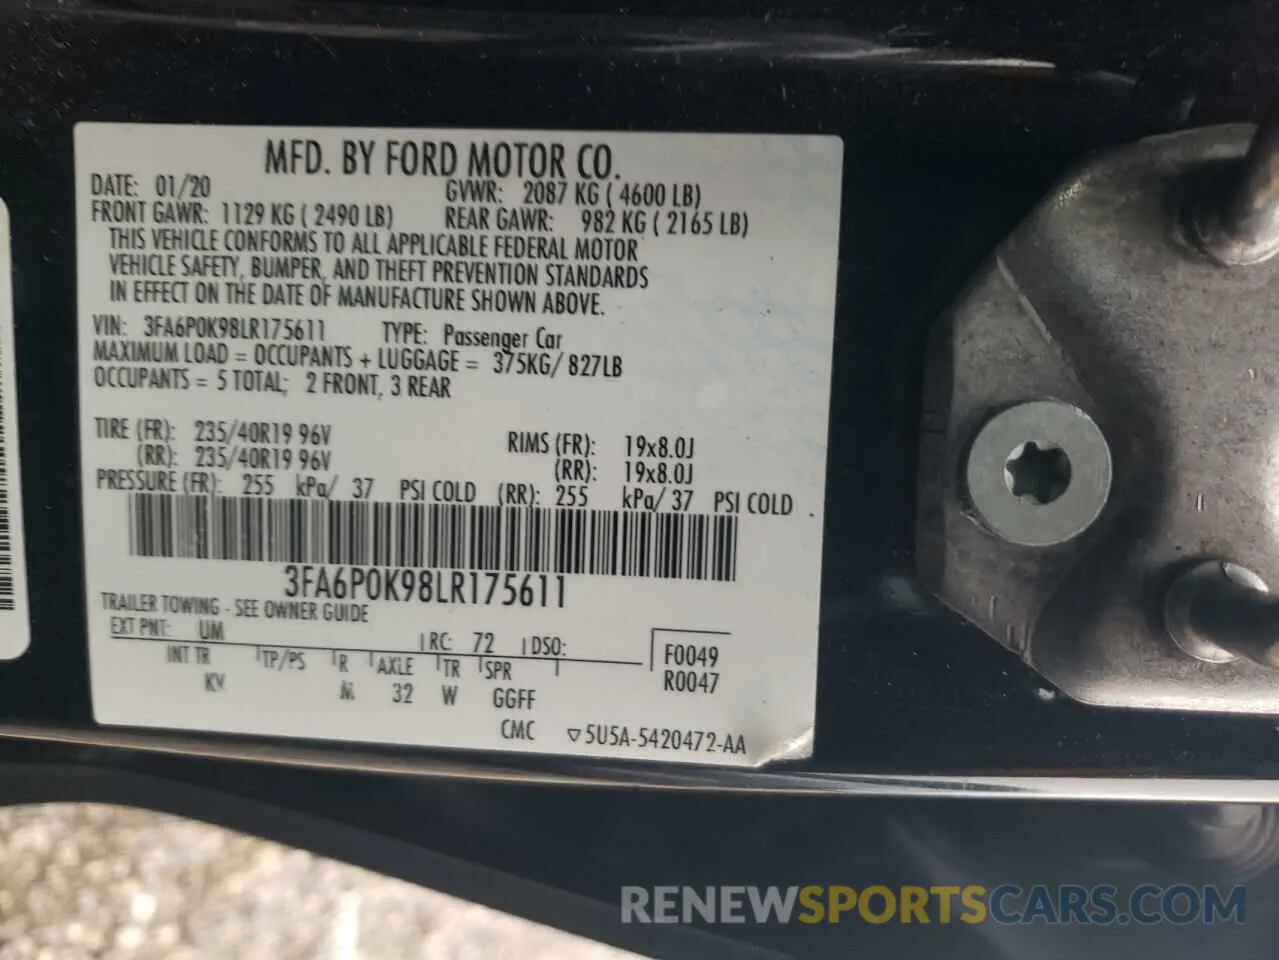 MFD. BY FORD MOTOR CO.
DATE: 01/20 GVWR: 2087 KG ( 4600 LB)
FRONT GAWR: 1129 KG ( 2490 LB) REAR GAWR: 982 KG ( 2165 LB)
THIS VEHICLE CONFORMS TO ALL APPLICABLE FEDERAL MOTOR
VEHICLE SAFETY, BUMPER, AND THEFT PREVENTION STANDARDS
IN EFFECT ON THE DATE OF MANUFACTURE SHOWN ABOVE.
VIN: 3FA6P0K98LR175611 TYPE: Passenger Car
MAXIMUM LOAD = OCCUPANTS + LUGGAGE = 375KG/ 827LB
OCCUPANTS = 5 TOTAL; 2 FRONT, 3 REAR
TIRE (FR): 235/40R19 96V RIMS (FR): 19x8.0J
(RR): 235/40R19 96V (RR): 19x8.0J
PRESSURE (FR): 255 kPa/ 37 PSI COLD (RR): 255 kPa/ 37 PSI COLD .
3FA6P0K98LR175611
TRAILER TOWING - SEE OWNER GUIDE
EXT PNT: UM RC: 72 DSO:
INT TR TP/PS R AXLE TR SPR F0049
KV M 32 W GGFF R0047
CMC ▽5U5A-5420472-AA
RENEWSPORTSCARS.COM